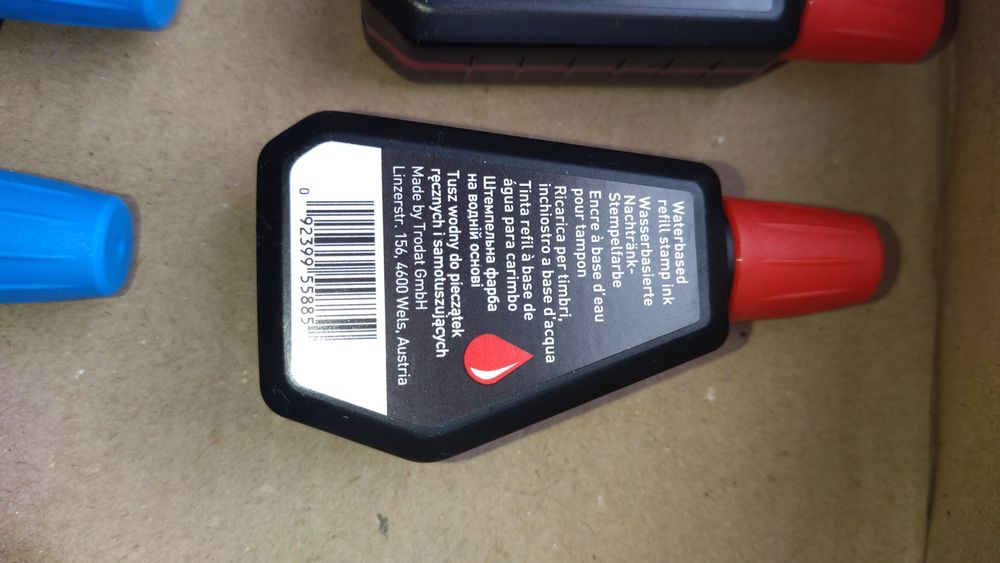 Waterbased
refill stamp ink
Wasserbasierte
Nachtränk-
Stempelfarbe
Encre à base d'eau
pour tampon
Ricarica per timbri,
inchiostro a base d'acqua
Tinta refil à base de
água para carimbo
Штемпельна фарба
на водній основі
Tusz wodny do pieczątek
ręcznych i samotuszujących
Made by Trodat GmbH
Linzerstr. 156, 4600 Wels, Austria
0 92399 55885